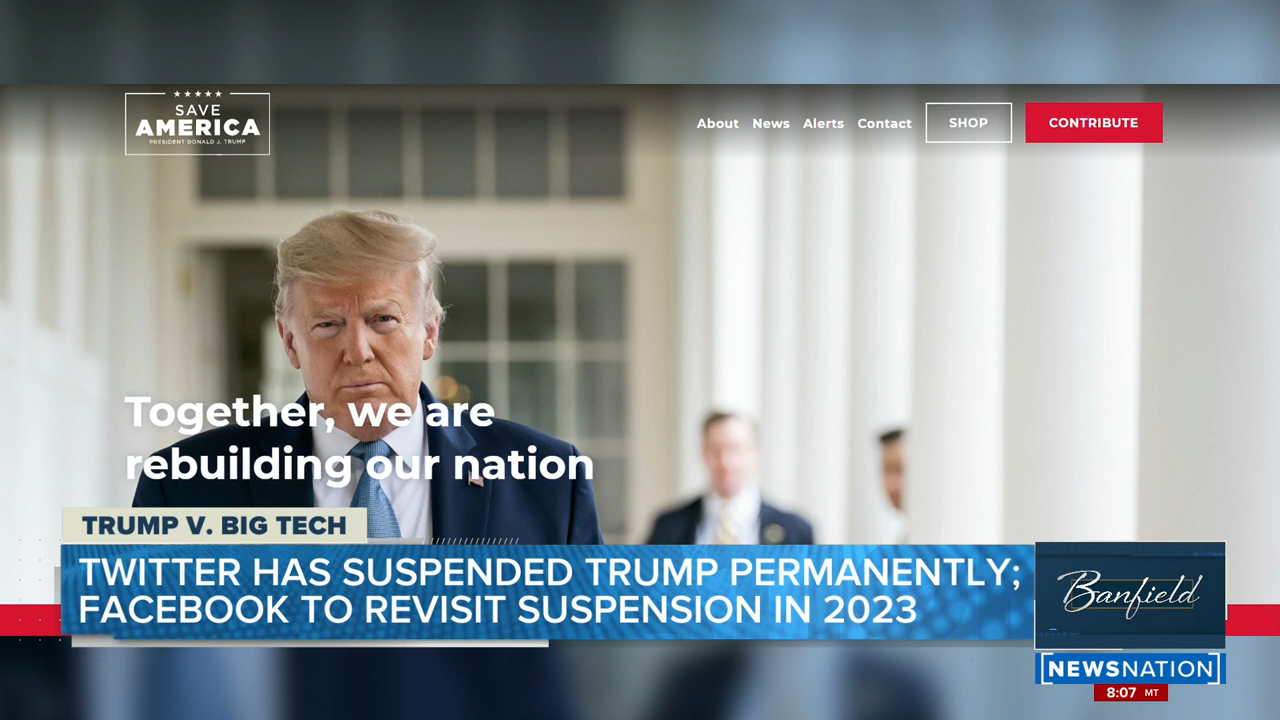 SAVE
AMERICA
PRESIDENT DONALD J. TRUMP
About News Alerts Contact SHOP CONTRIBUTE
Together, we are
rebuilding our nation
TRUMP V. BIG TECH
TWITTER HAS SUSPENDED TRUMP PERMANENTLY;
FACEBOOK TO REVISIT SUSPENSION IN 2023
Banfield
NEWSNATION
8:07 MT